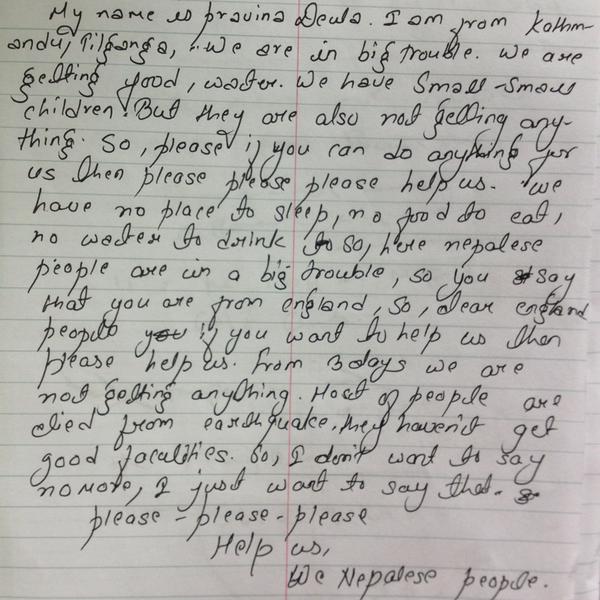 My name is pravina Deula. I am from Kathm-
andu, Tilganga, we are in big trouble. we are
getting food, water. We have small-small
children. But they are also not getting any-
thing. So, please if you can do anything for
us then please please please help us. we
have no place to sleep, no food to eat,
no water to drink so, here nepalese
people are in a big trouble, so you say
that you are from england, so, dear england
people if you want to help us then
please help us. From 3 days we are
not getting anything. Most of people are
died from earthquake. they haven't get
good facalities. So, I don't want to say
no more, I just want to say that.
please - please - please
Help us,
We Nepalese people.